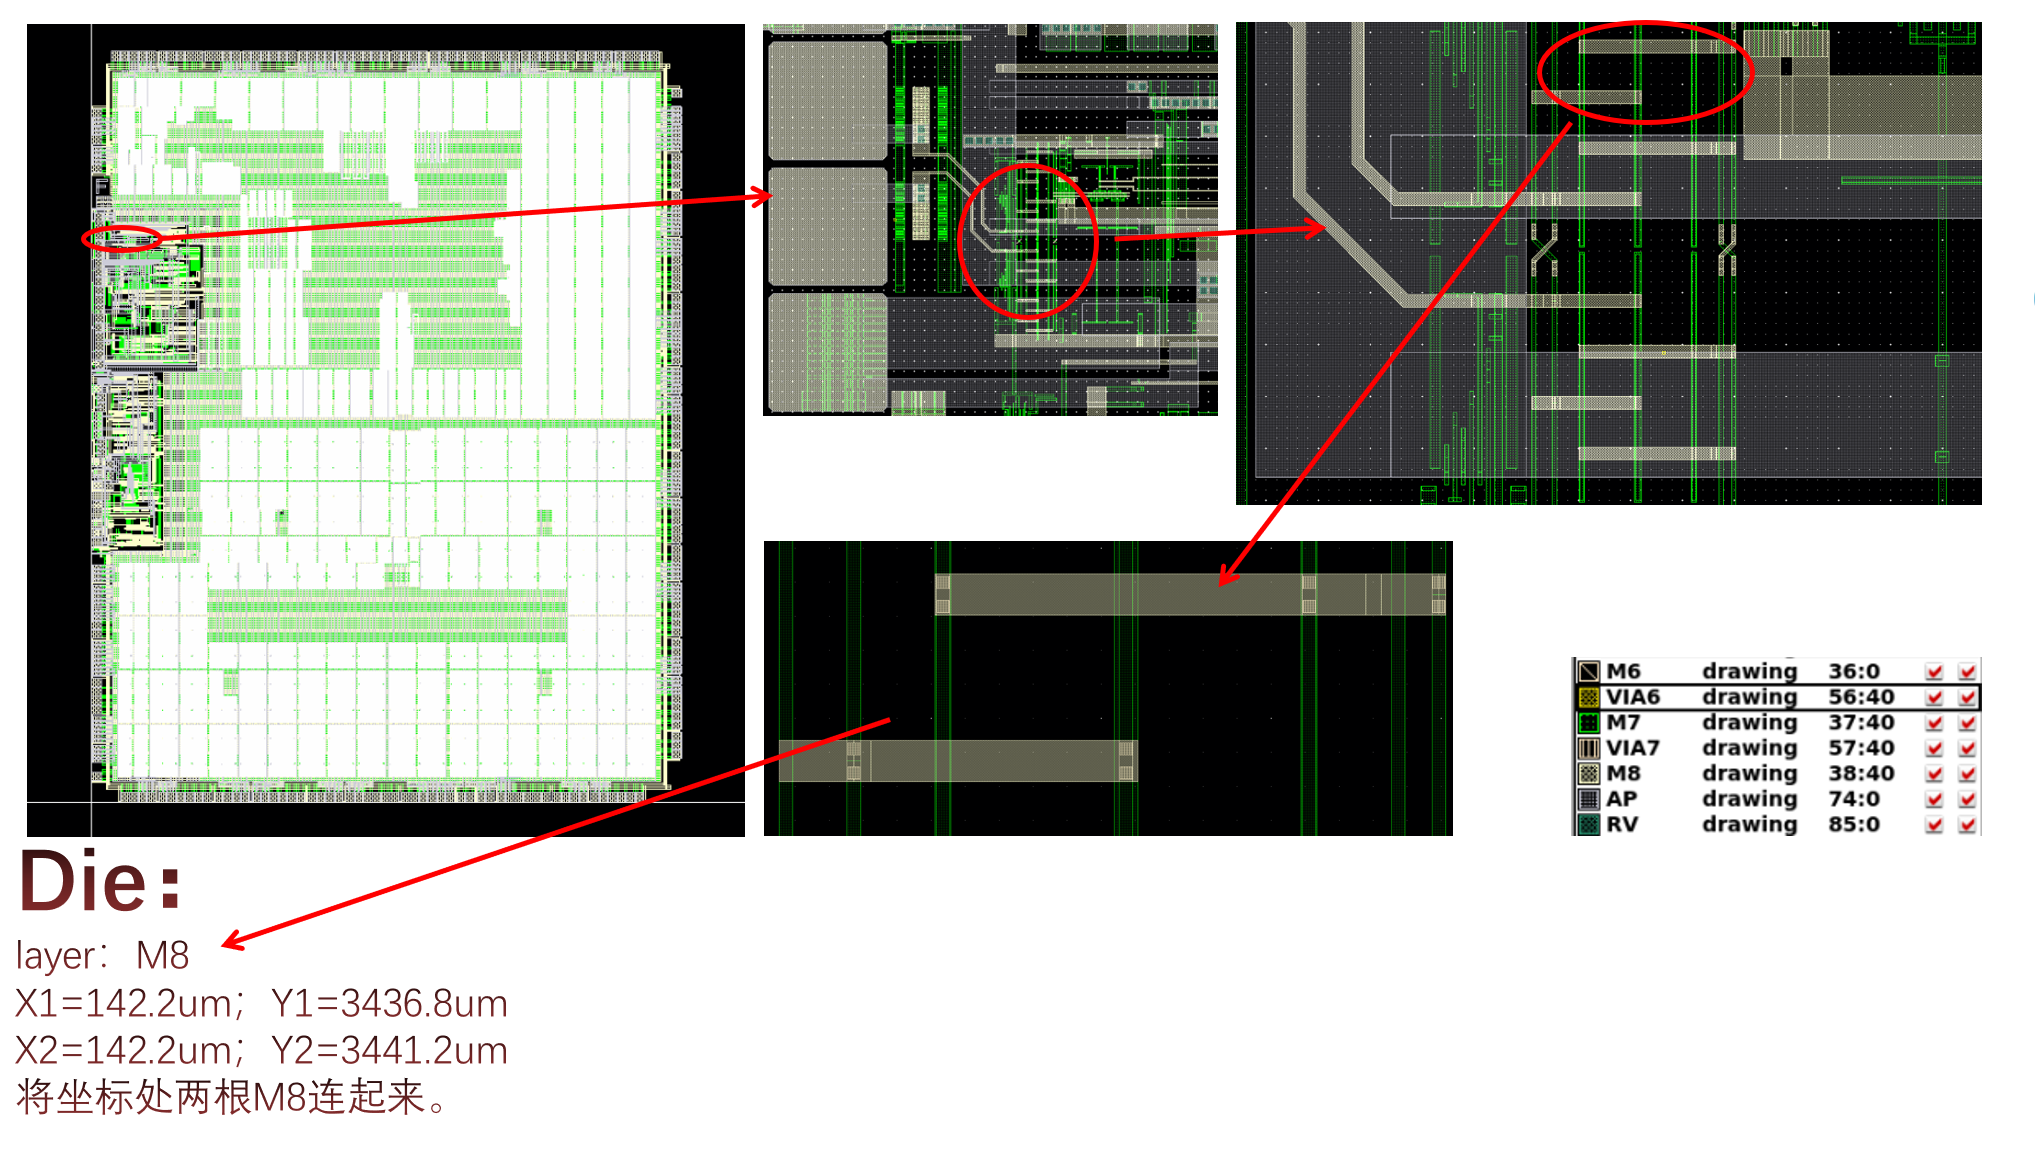 M6 drawing 36:0
VIA6 drawing 56:40
M7 drawing 37:40
VIA7 drawing 57:40
M8 drawing 38:40
AP drawing 74:0
RV drawing 85:0
Die：
layer： M8
X1=142.2um； Y1=3436.8um
X2=142.2um； Y2=3441.2um
将坐标处两根M8连起来。